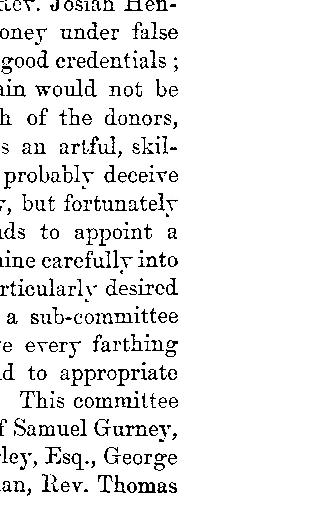 Rev. Josiah Hen-
oney under false
good credentials ;
ain would not be
h of the donors,
s an artful, skil-
probably deceive
y, but fortunately
nds to appoint a
nine carefully into
rticularly desired
a sub-committee
e every farthing
d to appropriate
This committee
f Samuel Gurney,
ley, Esq., George
an, Rev. Thomas